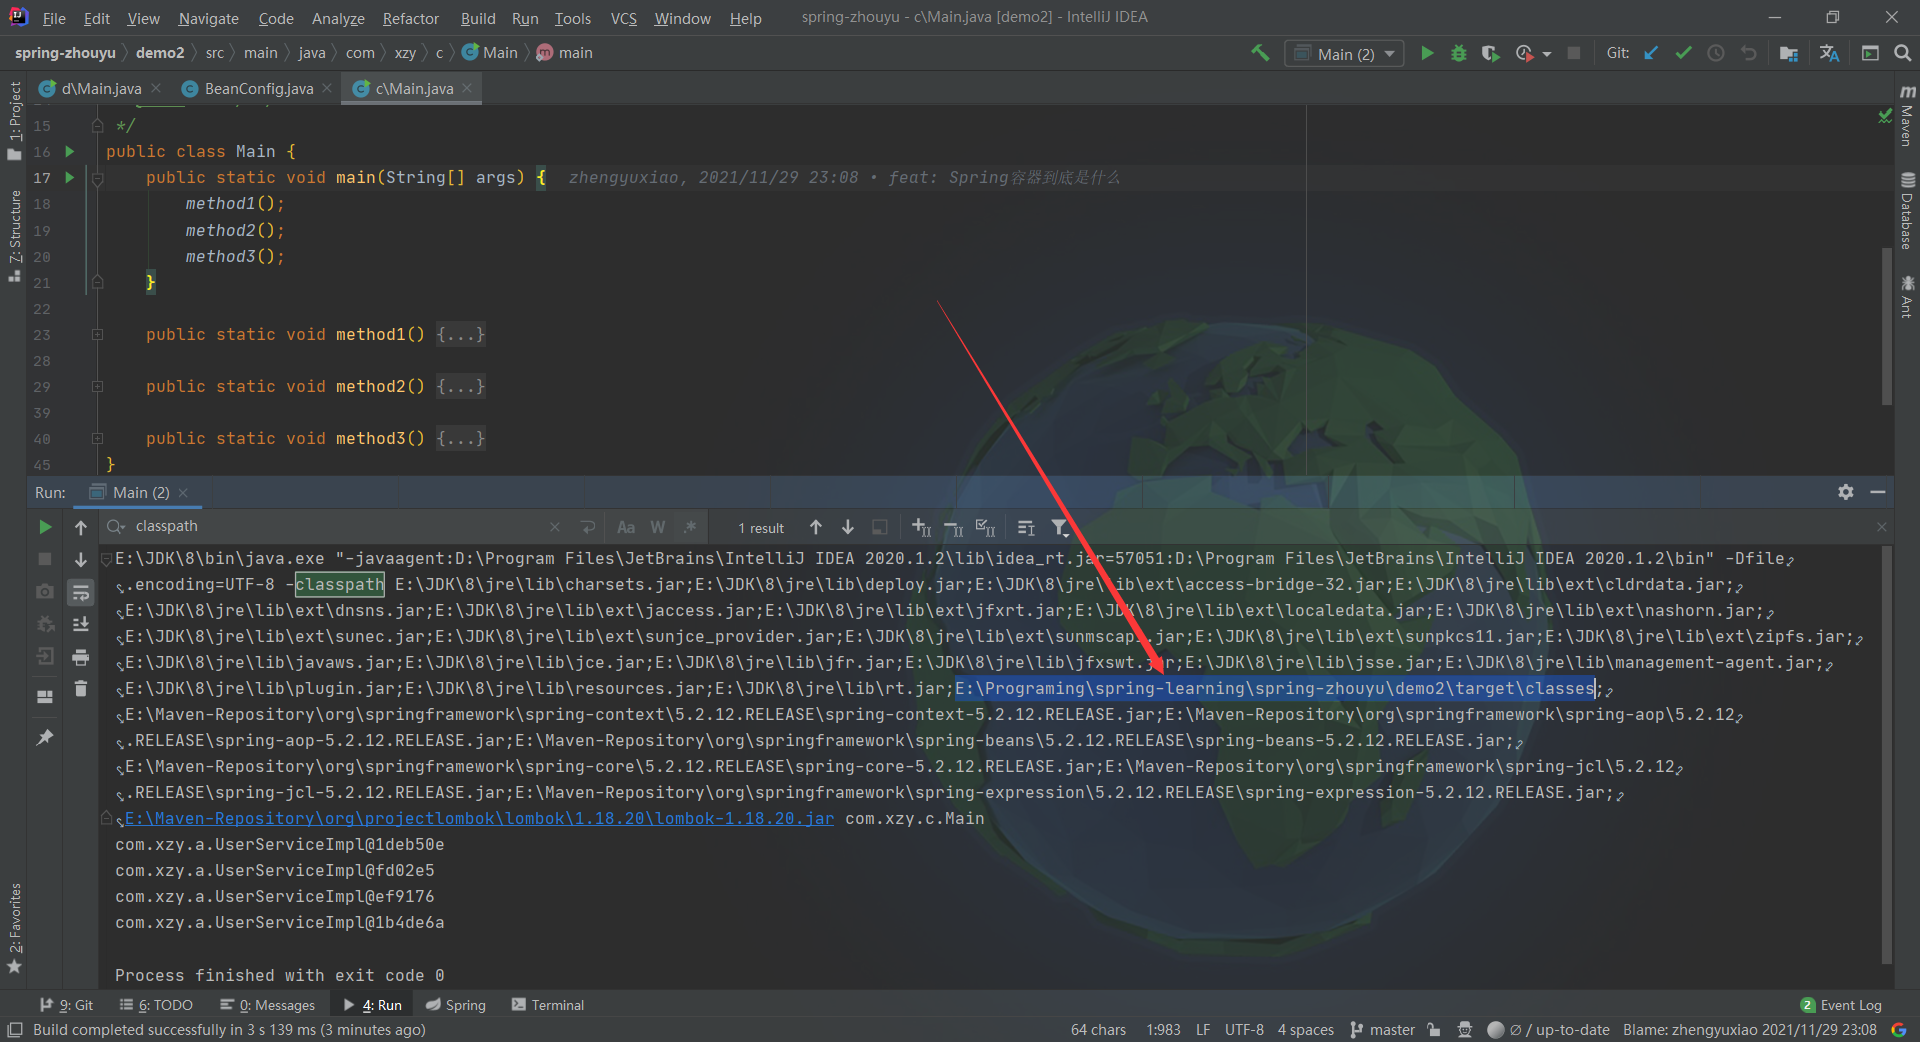 File Edit View Navigate Code Analyze Refactor Build Run Tools VCS Window Help spring-zhouyu - c\Main.java [demo2] - IntelliJ IDEA
spring-zhouyu demo2 src main java com xzy c Main main Main (2) Git:
d\Main.java BeanConfig.java c\Main.java
1: Project
7: Structure
2: Favorites
Maven
Database
Ant
15 */
16 public class Main {
17 public static void main(String[] args) { zhengyuxiao, 2021/11/29 23:08 • feat: Spring容器到底是什么
18 method1();
19 method2();
20 method3();
21 }
22
23 public static void method1() {...}
28
29 public static void method2() {...}
39
40 public static void method3() {...}
45 }
Run: Main (2)
classpath Aa W .* 1 result
E:\JDK\8\bin\java.exe "-javaagent:D:\Program Files\JetBrains\IntelliJ IDEA 2020.1.2\lib\idea_rt.jar=57051:D:\Program Files\JetBrains\IntelliJ IDEA 2020.1.2\bin" -Dfile
.encoding=UTF-8 -classpath E:\JDK\8\jre\lib\charsets.jar;E:\JDK\8\jre\lib\deploy.jar;E:\JDK\8\jre\lib\ext\access-bridge-32.jar;E:\JDK\8\jre\lib\ext\cldrdata.jar;
E:\JDK\8\jre\lib\ext\dnsns.jar;E:\JDK\8\jre\lib\ext\jaccess.jar;E:\JDK\8\jre\lib\ext\jfxrt.jar;E:\JDK\8\jre\lib\ext\localedata.jar;E:\JDK\8\jre\lib\ext\nashorn.jar;
E:\JDK\8\jre\lib\ext\sunec.jar;E:\JDK\8\jre\lib\ext\sunjce_provider.jar;E:\JDK\8\jre\lib\ext\sunmscapi.jar;E:\JDK\8\jre\lib\ext\sunpkcs11.jar;E:\JDK\8\jre\lib\ext\zipfs.jar;
E:\JDK\8\jre\lib\javaws.jar;E:\JDK\8\jre\lib\jce.jar;E:\JDK\8\jre\lib\jfr.jar;E:\JDK\8\jre\lib\jfxswt.jar;E:\JDK\8\jre\lib\jsse.jar;E:\JDK\8\jre\lib\management-agent.jar;
E:\JDK\8\jre\lib\plugin.jar;E:\JDK\8\jre\lib\resources.jar;E:\JDK\8\jre\lib\rt.jar;E:\Programing\spring-learning\spring-zhouyu\demo2\target\classes;
E:\Maven-Repository\org\springframework\spring-context\5.2.12.RELEASE\spring-context-5.2.12.RELEASE.jar;E:\Maven-Repository\org\springframework\spring-aop\5.2.12
.RELEASE\spring-aop-5.2.12.RELEASE.jar;E:\Maven-Repository\org\springframework\spring-beans\5.2.12.RELEASE\spring-beans-5.2.12.RELEASE.jar;
E:\Maven-Repository\org\springframework\spring-core\5.2.12.RELEASE\spring-core-5.2.12.RELEASE.jar;E:\Maven-Repository\org\springframework\spring-jcl\5.2.12
.RELEASE\spring-jcl-5.2.12.RELEASE.jar;E:\Maven-Repository\org\springframework\spring-expression\5.2.12.RELEASE\spring-expression-5.2.12.RELEASE.jar;
E:\Maven-Repository\org\projectlombok\lombok\1.18.20\lombok-1.18.20.jar com.xzy.c.Main
com.xzy.a.UserServiceImpl@1deb50e
com.xzy.a.UserServiceImpl@fd02e5
com.xzy.a.UserServiceImpl@ef9176
com.xzy.a.UserServiceImpl@1b4de6a
Process finished with exit code 0
9: Git 6: TODO 0: Messages 4: Run Spring Terminal 2 Event Log
Build completed successfully in 3 s 139 ms (3 minutes ago) 64 chars 1:983 LF UTF-8 4 spaces master Ø / up-to-date Blame: zhengyuxiao 2021/11/29 23:08